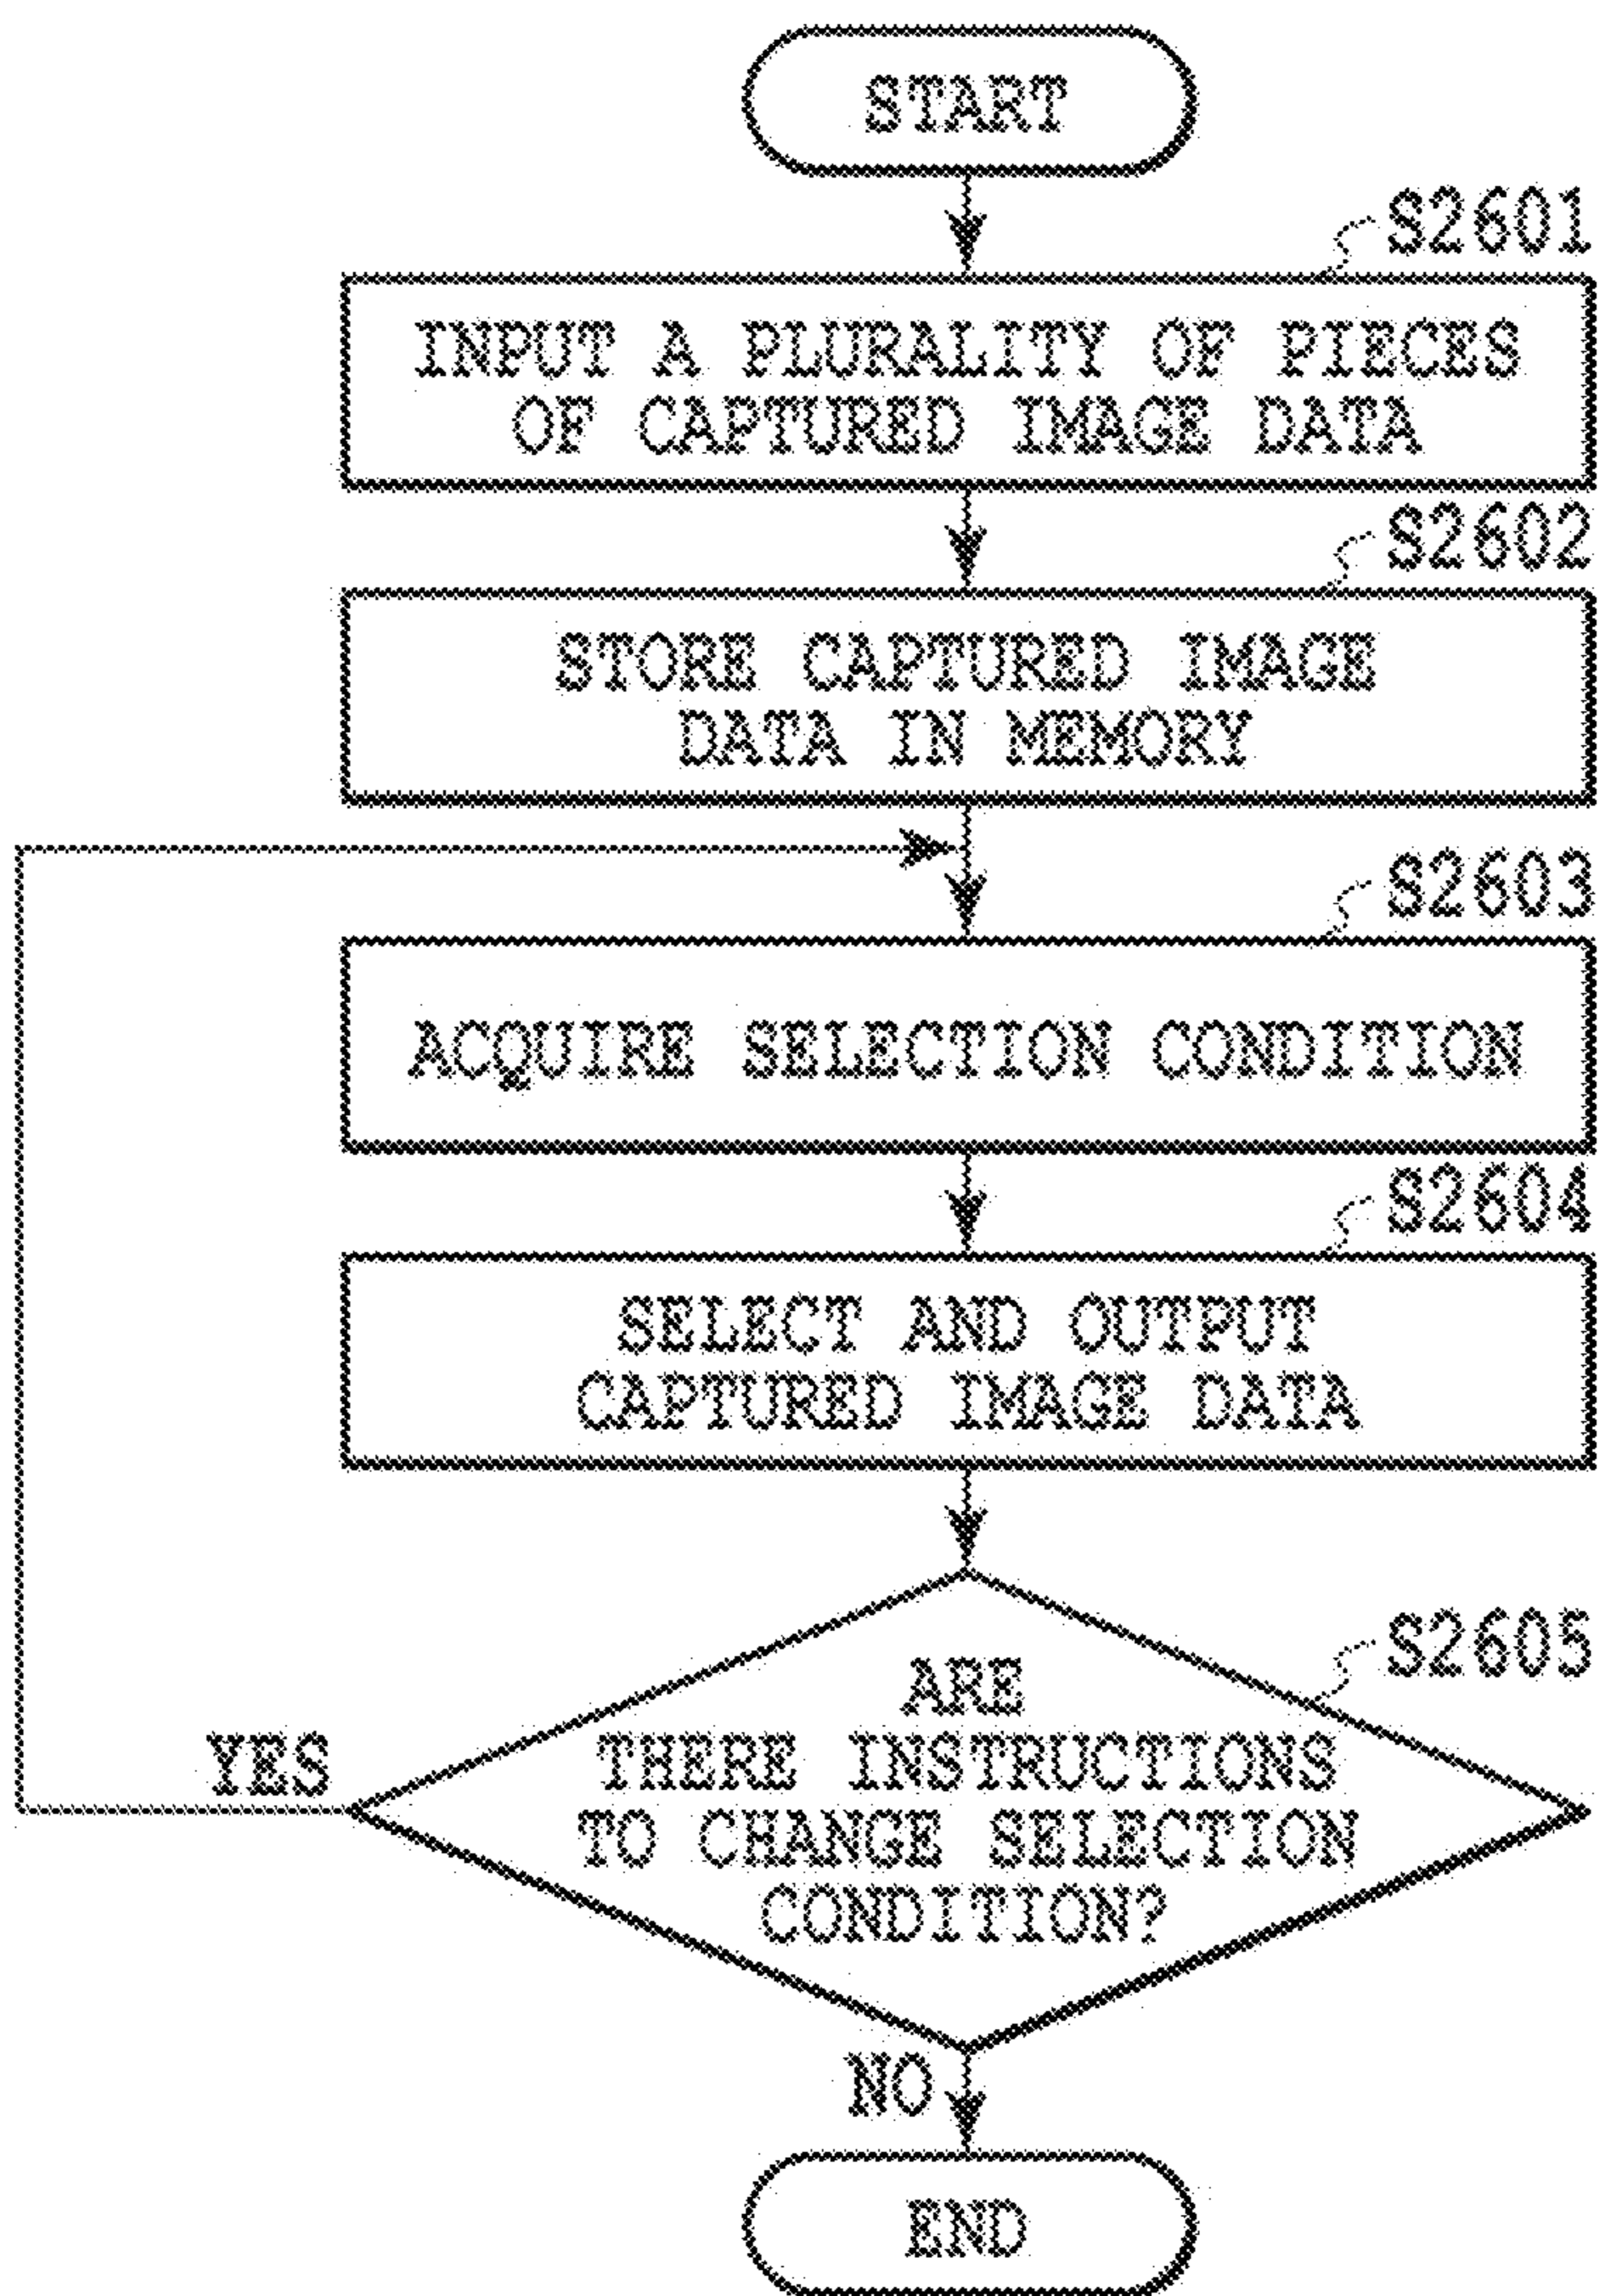 START
S2601
INPUT A PLURALITY OF PIECES
OF CAPTURED IMAGE DATA
S2602
STORE CAPTURED IMAGE
DATA IN MEMORY
S2603
ACQUIRE SELECTION CONDITION
S2604
SELECT AND OUTPUT
CAPTURED IMAGE DATA
S2605
ARE
THERE INSTRUCTIONS
TO CHANGE SELECTION
CONDITION?
YES
NO
END